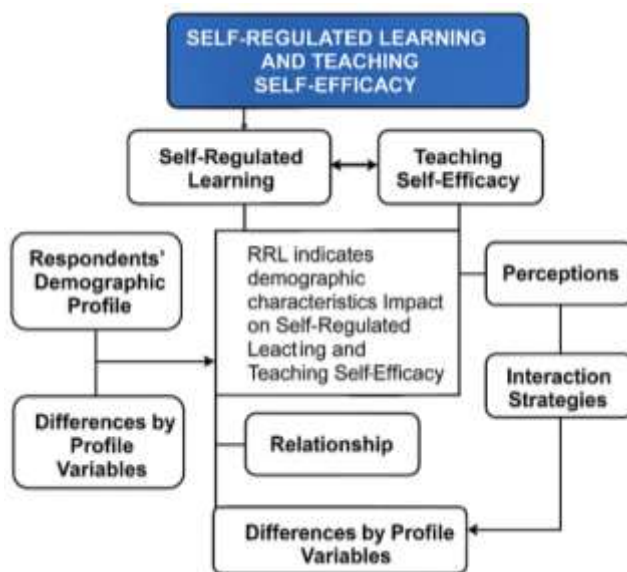 SELF-REGULATED LEARNING
AND TEACHING
SELF-EFFICACY
Self-Regulated
Learning
Teaching
Self-Efficacy
Respondents'
Demographic
Profile
RRL indicates
demographic
characteristics Impact
on Self-Regulated
Leacting and
Teaching Self-Efficacy
Perceptions
Interaction
Strategies
Differences by
Profile
Variables
Relationship
Differences by Profile
Variables